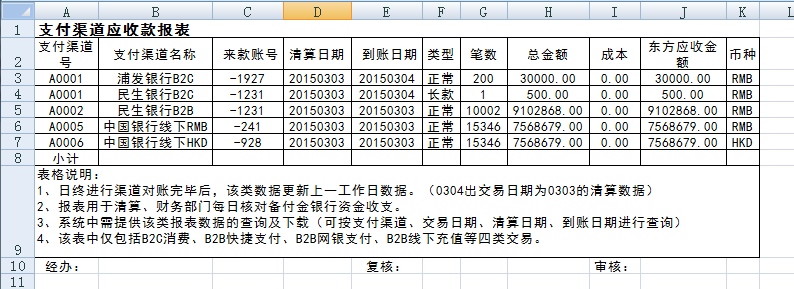 A B C D E F G H I J K L
1 支付渠道应收款报表
2 支付渠道号 支付渠道名称 来款账号 清算日期 到账日期 类型 笔数 总金额 成本 东方应收金额 币种
3 A0001 浦发银行B2C -1927 20150303 20150304 正常 200 30000.00 0.00 30000.00 RMB
4 A0001 民生银行B2C -1231 20150303 20150304 长款 1 500.00 0.00 500.00 RMB
5 A0002 民生银行B2B -1231 20150303 20150303 正常 10002 9102868.00 0.00 9102868.00 RMB
6 A0005 中国银行线下RMB -241 20150303 20150303 正常 15346 7568679.00 0.00 7568679.00 RMB
7 A0006 中国银行线下HKD -928 20150303 20150303 正常 15346 7568679.00 0.00 7568679.00 HKD
8 小计
表格说明：
1、日终进行渠道对账完毕后，该类数据更新上一工作日数据。（0304出交易日期为0303的清算数据）
2、报表用于清算、财务部门每日核对备付金银行资金收支。
3、系统中需提供该类报表数据的查询及下载（可按支付渠道、交易日期、清算日期、到账日期进行查询）
4、该表中仅包括B2C消费、B2B快捷支付、B2B网银支付、B2B线下充值等四类交易。
9
10 经办： 复核： 审核：
11